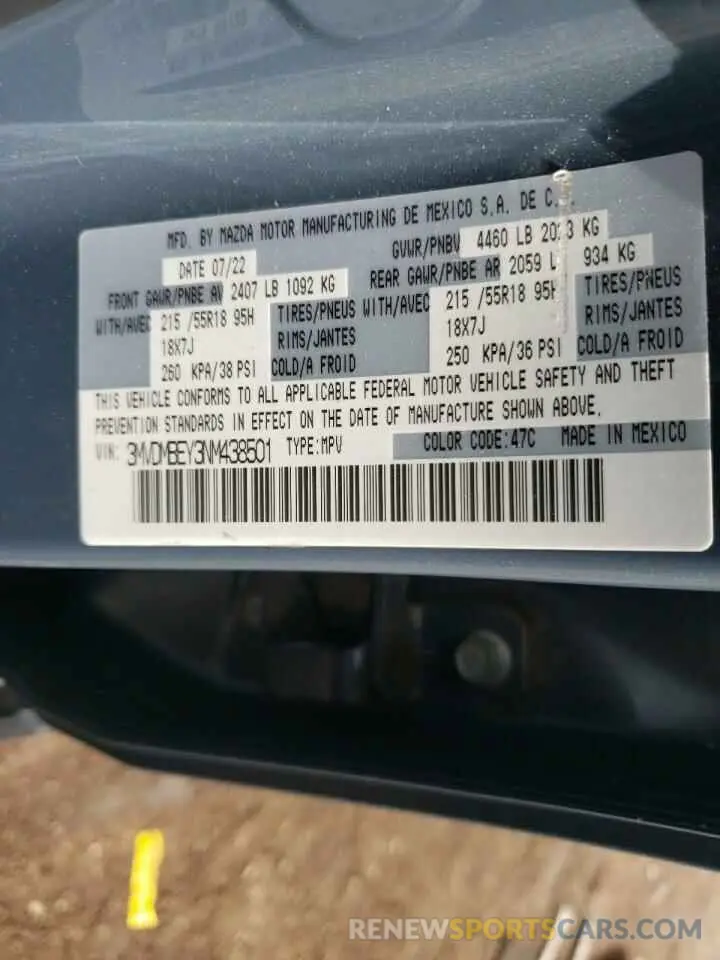 MFD. BY MAZDA MOTOR MANUFACTURING DE MEXICO S.A. DE C.
DATE 07/22 GVWR/PNBV 4460 LB KG
FRONT GAWR/PNBE AV 2407 LB 1092 KG REAR GAWR/PNBE AR 2059 L 934 KG
WITH/AVEC 215 /55R18 95H TIRES/PNEUS WITH/AVEC 215 /55R18 95H TIRES/PNEUS
18X7J RIMS/JANTES 18X7J RIMS/JANTES
260 KPA/38 PSI COLD/A FROID 250 KPA/36 PSI COLD/A FROID
THIS VEHICLE CONFORMS TO ALL APPLICABLE FEDERAL MOTOR VEHICLE SAFETY AND THEFT
PREVENTION STANDARDS IN EFFECT ON THE DATE OF MANUFACTURE SHOWN ABOVE.
VIN: 3MVDMBEY3NM438501 TYPE:MPV COLOR CODE:47C MADE IN MEXICO
RENEWSPORTSCARS.COM